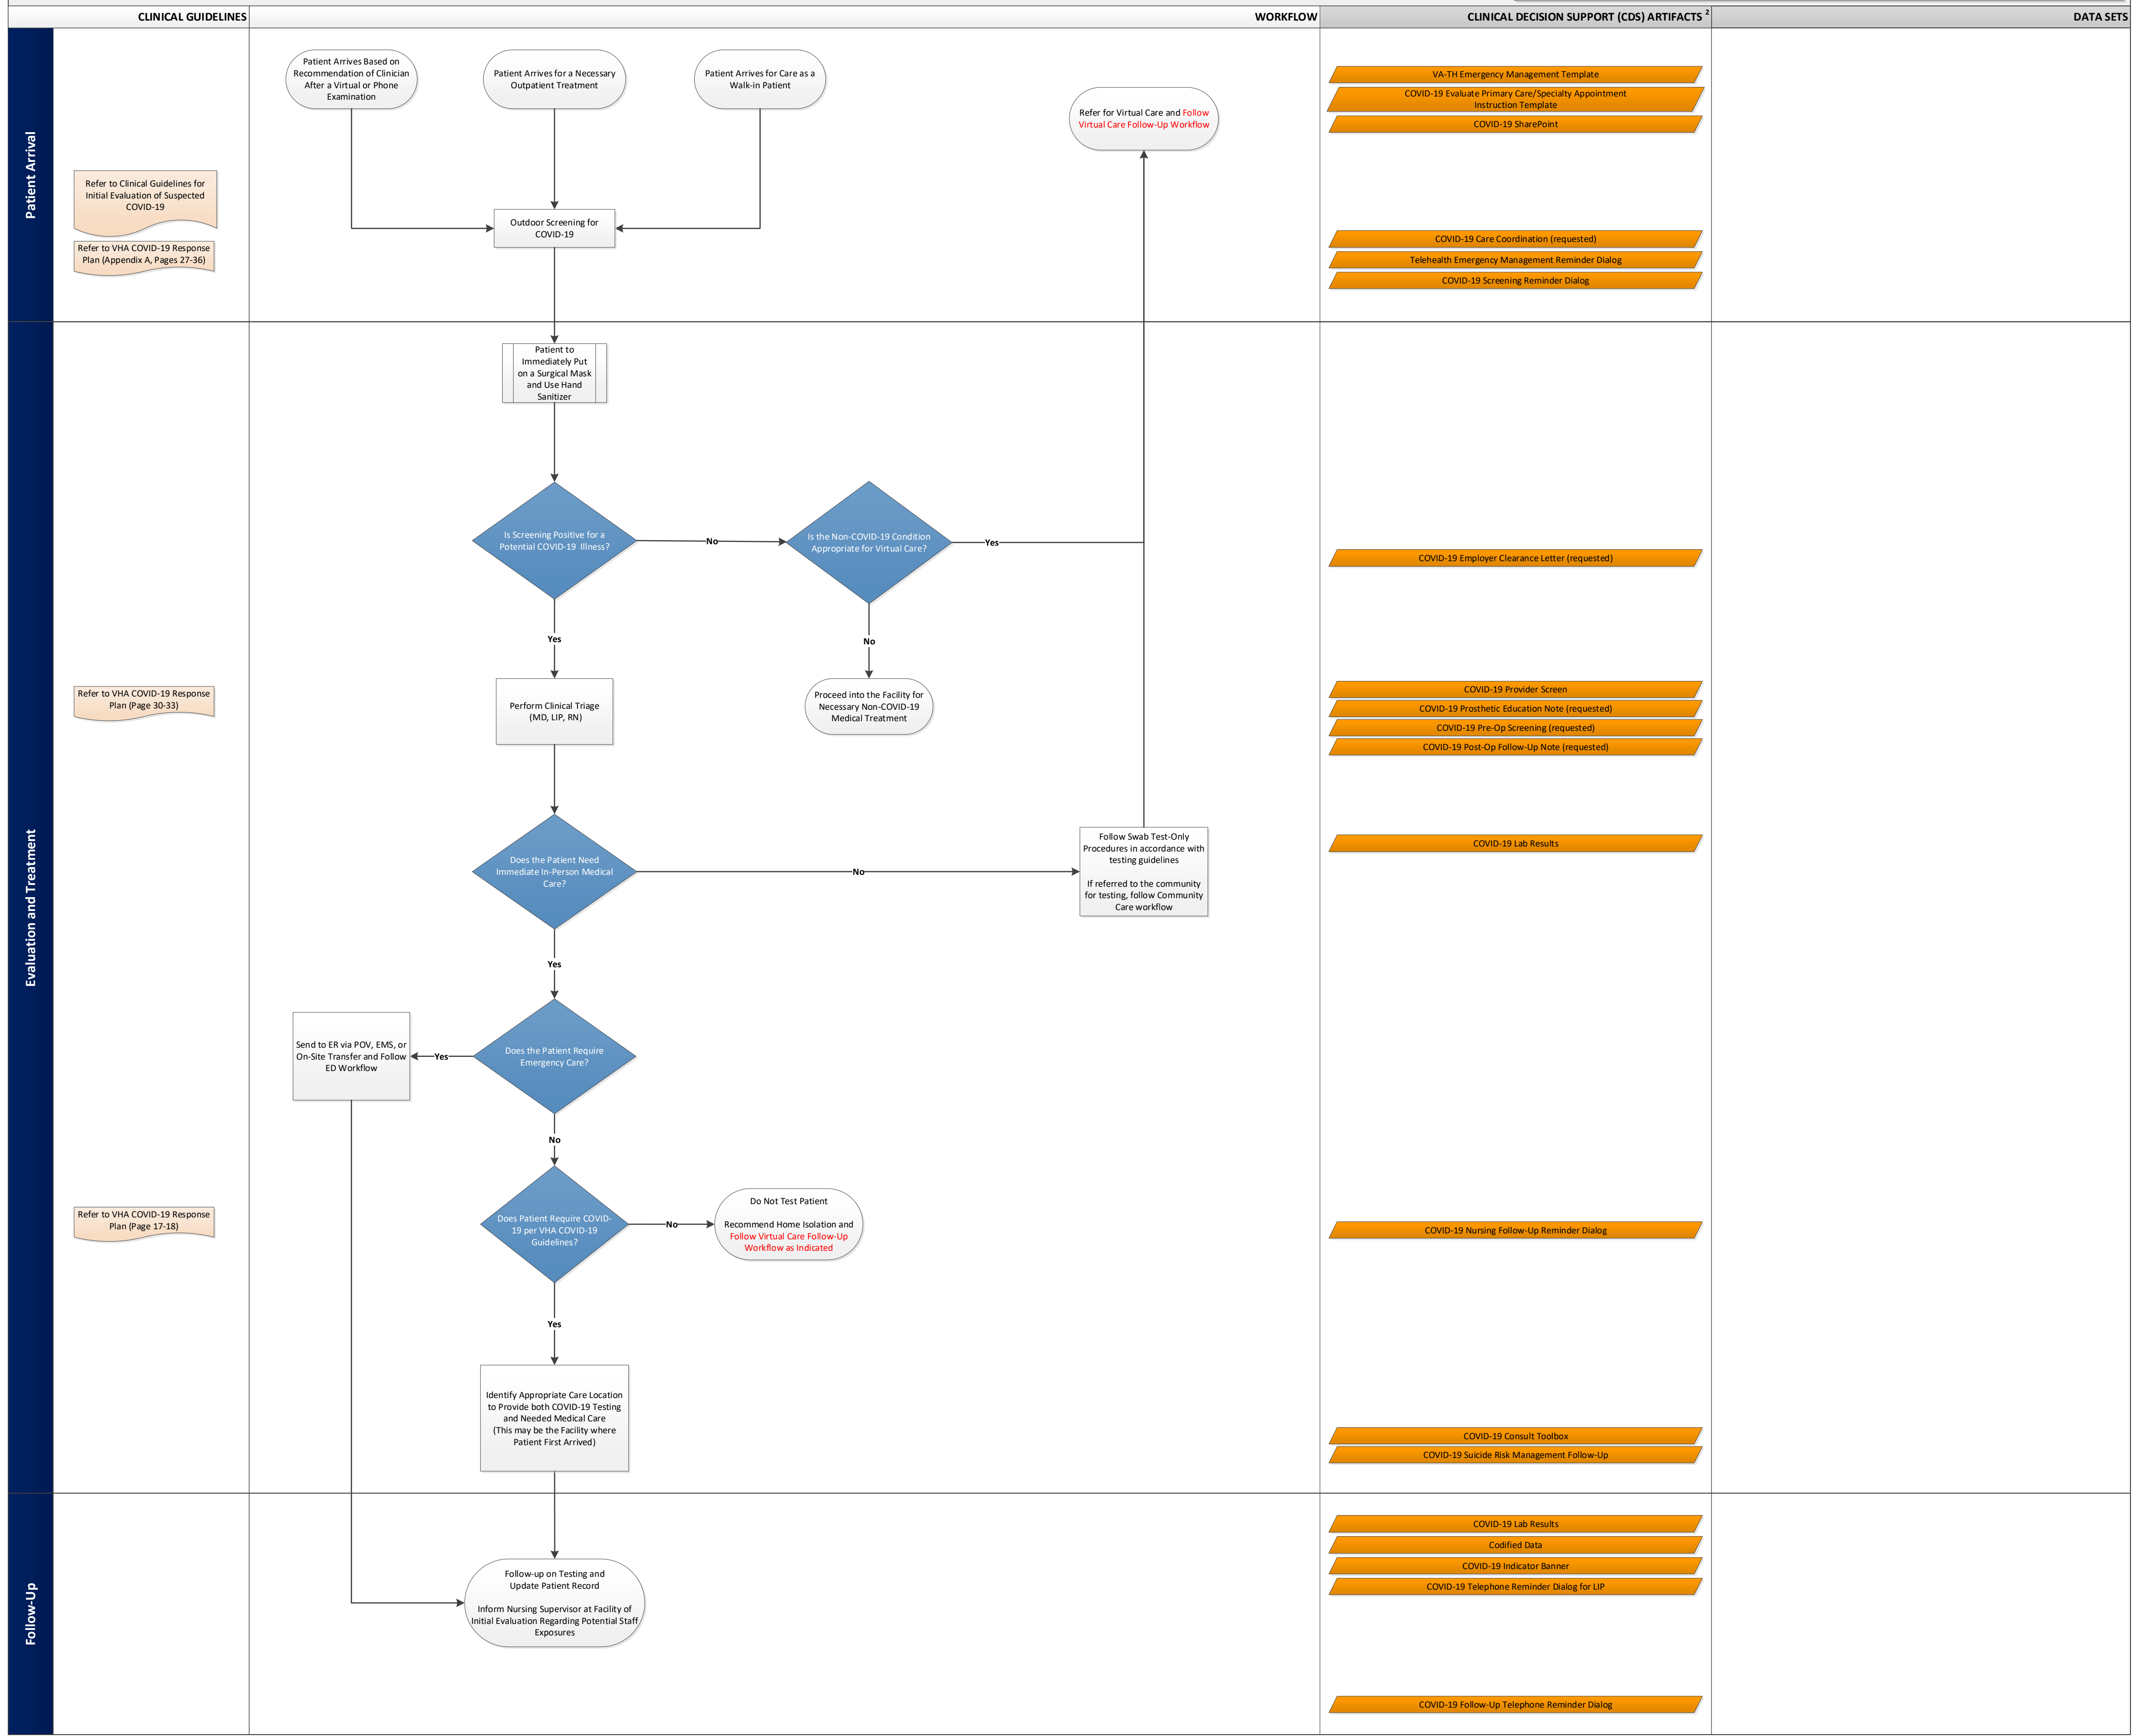 CLINICAL GUIDELINES
WORKFLOW
CLINICAL DECISION SUPPORT (CDS) ARTIFACTS 2
DATA SETS
Patient Arrival
Refer to Clinical Guidelines for
Initial Evaluation of Suspected
COVID-19
Refer to VHA COVID-19 Response
Plan (Appendix A, Pages 27-36)
Patient Arrives Based on
Recommendation of Clinician
After a Virtual or Phone
Examination
Patient Arrives for a Necessary
Outpatient Treatment
Patient Arrives for Care as a
Walk-in Patient
Refer for Virtual Care and Follow
Virtual Care Follow-Up Workflow
Outdoor Screening for
COVID-19
VA-TH Emergency Management Template
COVID-19 Evaluate Primary Care/Specialty Appointment
Instruction Template
COVID-19 SharePoint
COVID-19 Care Coordination (requested)
Telehealth Emergency Management Reminder Dialog
COVID-19 Screening Reminder Dialog
Evaluation and Treatment
Patient to
Immediately Put
on a Surgical Mask
and Use Hand
Sanitizer
Is Screening Positive for a
Potential COVID-19 Illness?
No
Is the Non-COVID-19 Condition
Appropriate for Virtual Care?
Yes
COVID-19 Employer Clearance Letter (requested)
Yes
No
Refer to VHA COVID-19 Response
Plan (Page 30-33)
Perform Clinical Triage
(MD, LIP, RN)
Proceed into the Facility for
Necessary Non-COVID-19
Medical Treatment
COVID-19 Provider Screen
COVID-19 Prosthetic Education Note (requested)
COVID-19 Pre-Op Screening (requested)
COVID-19 Post-Op Follow-Up Note (requested)
Does the Patient Need
Immediate In-Person Medical
Care?
No
Follow Swab Test-Only
Procedures in accordance with
testing guidelines
If referred to the community
for testing, follow Community
Care workflow
COVID-19 Lab Results
Yes
Send to ER via POV, EMS, or
On-Site Transfer and Follow
ED Workflow
Yes
Does the Patient Require
Emergency Care?
No
Refer to VHA COVID-19 Response
Plan (Page 17-18)
Does Patient Require COVID-
19 per VHA COVID-19
Guidelines?
No
Do Not Test Patient
Recommend Home Isolation and
Follow Virtual Care Follow-Up
Workflow as Indicated
COVID-19 Nursing Follow-Up Reminder Dialog
Yes
Identify Appropriate Care Location
to Provide both COVID-19 Testing
and Needed Medical Care
(This may be the Facility where
Patient First Arrived)
COVID-19 Consult Toolbox
COVID-19 Suicide Risk Management Follow-Up
Follow-Up
Follow-up on Testing and
Update Patient Record
Inform Nursing Supervisor at Facility of
Initial Evaluation Regarding Potential Staff
Exposures
COVID-19 Lab Results
Codified Data
COVID-19 Indicator Banner
COVID-19 Telephone Reminder Dialog for LIP
COVID-19 Follow-Up Telephone Reminder Dialog